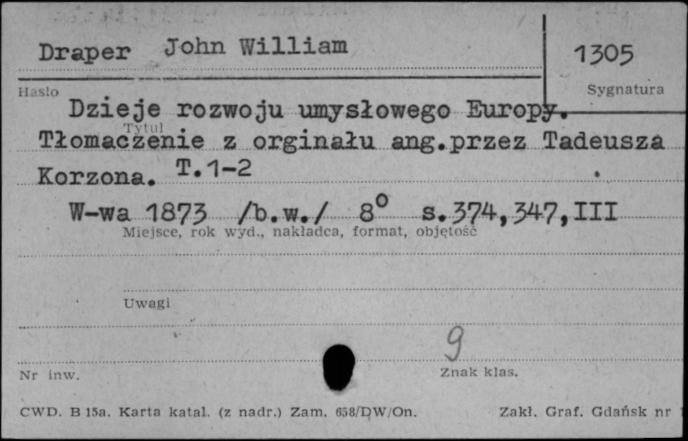 Draper John William
1305
Hasło
Sygnatura
Dzieje rozwoju umysłowego Europy.
Tytuł
Tłomaczenie z orginału ang.przez Tadeusza
Korzona. T.1-2
W-wa 1873 /b.w./ 8° s.374,347,III
Miejsce, rok wyd., nakładca, format, objętość
Uwagi
9
Nr inw.
Znak klas.
CWD. B 15a. Karta katal. (z nadr.) Zam. 658/DW/On.
Zakł. Graf. Gdańsk nr